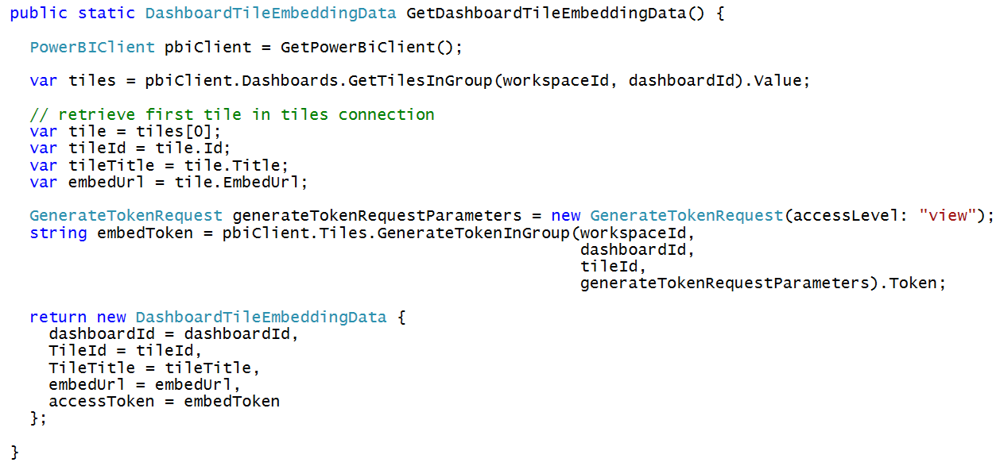 public static DashboardTileEmbeddingData GetDashboardTileEmbeddingData() {
PowerBIClient pbiClient = GetPowerBiClient();
var tiles = pbiClient.Dashboards.GetTilesInGroup(workspaceId, dashboardId).Value;
// retrieve first tile in tiles connection
var tile = tiles[0];
var tileId = tile.Id;
var tileTitle = tile.Title;
var embedUrl = tile.EmbedUrl;
GenerateTokenRequest generateTokenRequestParameters = new GenerateTokenRequest(accessLevel: "view");
string embedToken = pbiClient.Tiles.GenerateTokenInGroup(workspaceId,
dashboardId,
tileId,
generateTokenRequestParameters).Token;
return new DashboardTileEmbeddingData {
dashboardId = dashboardId,
TileId = tileId,
TileTitle = tileTitle,
embedUrl = embedUrl,
accessToken = embedToken
};
}